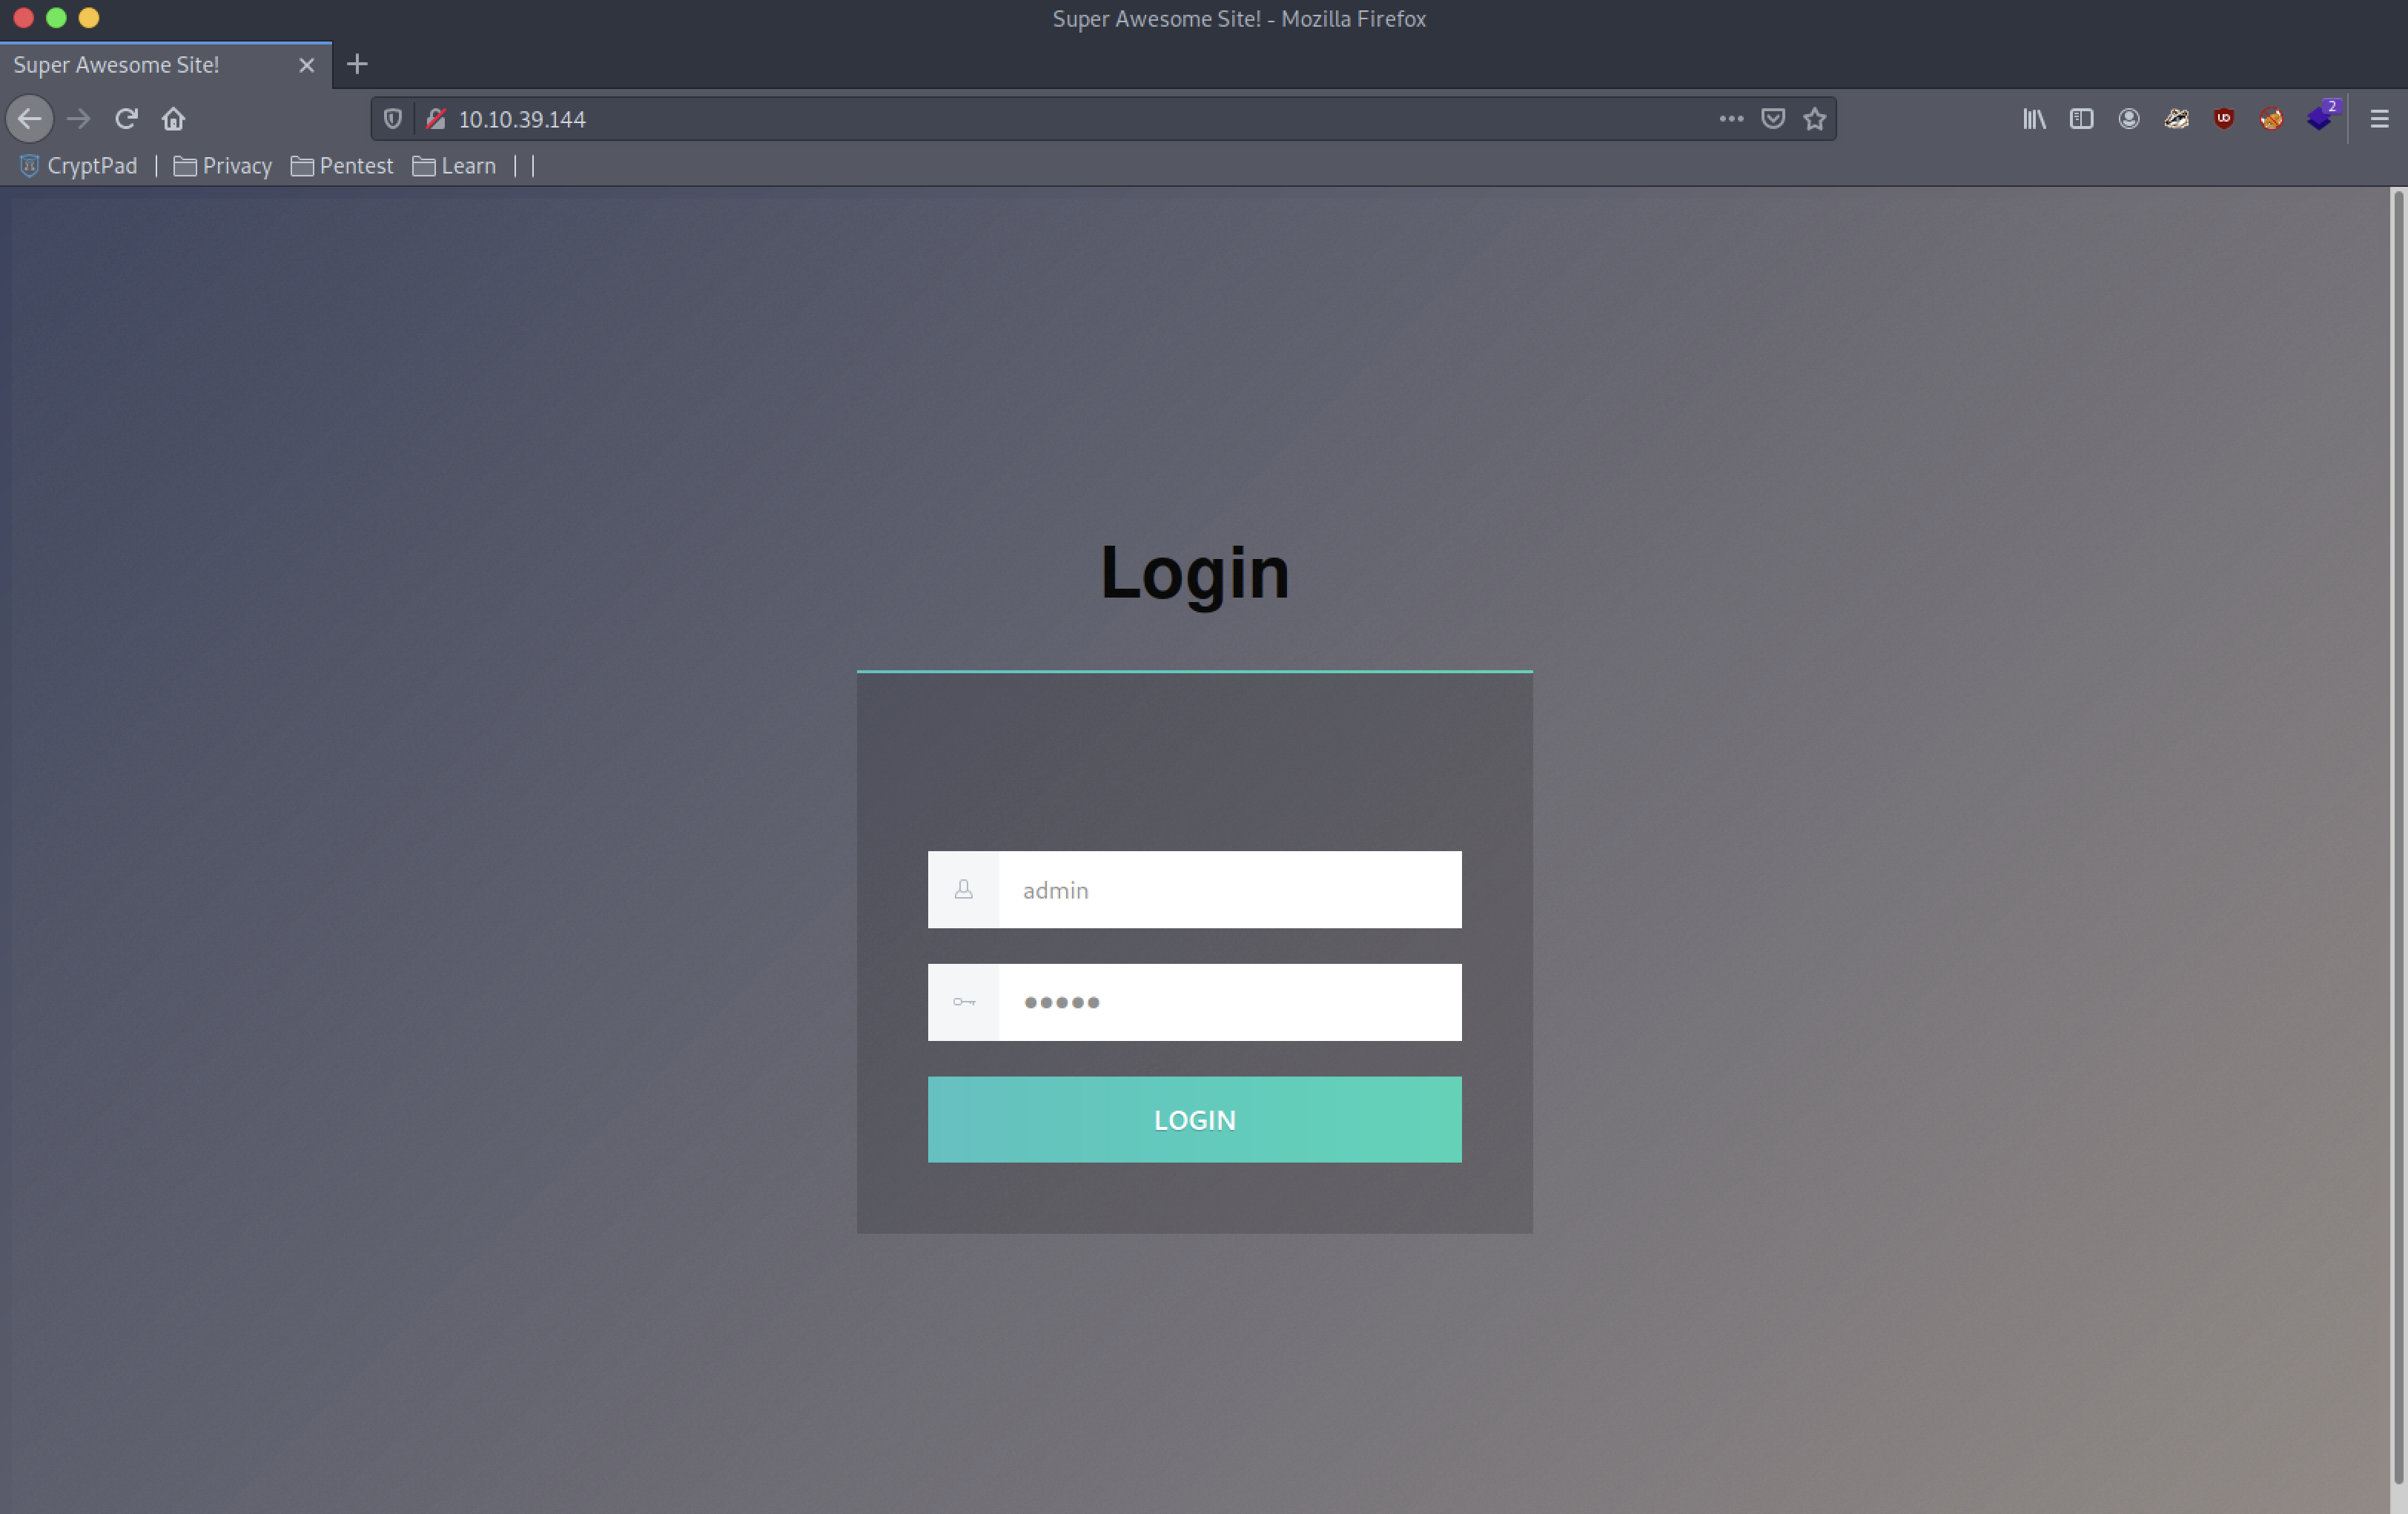 Super Awesome Site! - Mozilla Firefox
Super Awesome Site!
10.10.39.144
2
CryptPad | Privacy Pentest Learn | |
Login
admin
●●●●●
LOGIN